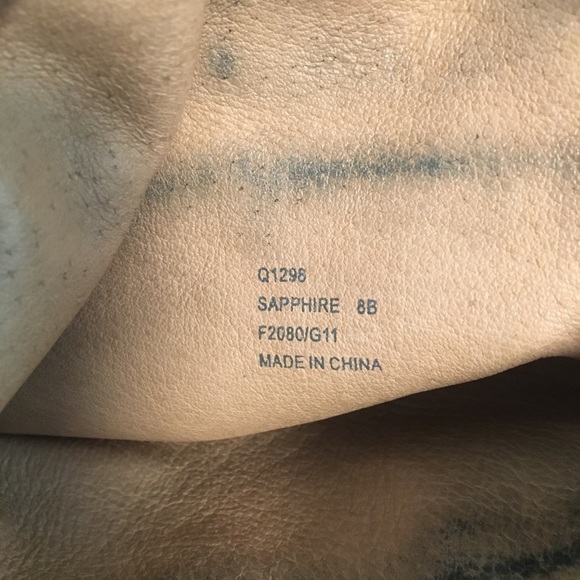 Q1298
SAPPHIRE 8B
F2080/G11
MADE IN CHINA